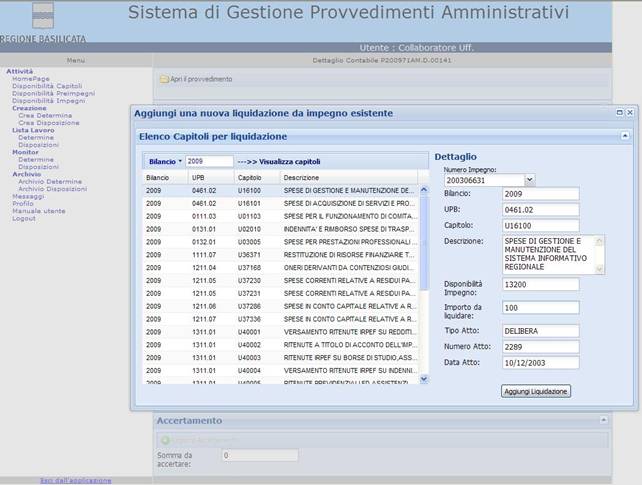 Sistema di Gestione Provvedimenti Amministrativi
REGIONE BASILICATA
Utente : Collaboratore Uff.
Menu
Dettaglio Contabile P200971AM.D.00141
Attività
HomePage
Disponibilità Capitoli
Disponibilità Preimpegni
Disponibilità Impegni
Creazione
Crea Determine
Crea Disposizione
Lista Lavoro
Determine
Disposizioni
Monitor
Determine
Disposizioni
Archivio
Archivio Determine
Archivio Disposizioni
Messaggi
Profilo
Manuale utente
Logout
Esci dall'applicazione
Apri il provvedimento
Aggiungi una nuova liquidazione da impegno esistente
Elenco Capitoli per liquidazione
Bilancio 2009 --->> Visualizza capitoli
Bilancio UPB Capitolo Descrizione
2009 0461.02 U16100 SPESE DI GESTIONE E MANUTENZIONE DE...
2009 0461.02 U16101 SPESE DI ACQUISIZIONE DI SERVIZI E PRO...
2009 0111.03 U01103 SPESE PER IL FUNZIONAMENTO DI COMITA...
2009 0131.01 U02010 INDENNITA' E RIMBORSO SPESE DI TRASP...
2009 0132.01 U03005 SPESE PER PRESTAZIONI PROFESSIONALI ...
2009 1111.07 U36371 RESTITUZIONE DI RISORSE FINANZIARIE T...
2009 1211.04 U37168 ONERI DERIVANTI DA CONTENZIOSI GIUDI...
2009 1211.05 U37230 SPESE CORRENTI RELATIVE A RESIDUI PA...
2009 1211.05 U37231 SPESE CORRENTI RELATIVE A RESIDUI PA...
2009 1211.06 U37286 SPESE IN CONTO CAPITALE RELATIVE A R...
2009 1211.06 U37336 SPESE IN CONTO CAPITALE RELATIVE A R...
2009 1311.01 U40001 VERSAMENTO RITENUTE IRPEF SU REDDITI...
2009 1311.01 U40002 RITENUTE A TITOLO DI ACCONTO DELL'IMP...
2009 1311.01 U40003 RITENUTE IRPEF SU BORSE DI STUDIO,ASS...
2009 1311.01 U40004 VERSAMENTO RITENUTE IRPEF SU INDENNI...
2009 1311.01 U40005 RITENUTE PREVIDENZIALI ED ASSISTENZI...
Dettaglio
Numero Impegno:
200306631
Bilancio: 2009
UPB: 0461.02
Capitolo: U16100
Descrizione: SPESE DI GESTIONE E
MANUTENZIONE DEL
SISTEMA INFORMATIVO
REGIONALE
Disponibilità
Impegno: 13200
Importo da
liquidare: 100
Tipo Atto: DELIBERA
Numero Atto: 2289
Data Atto: 10/12/2003
Aggiungi Liquidazione
Accertamento
Somma da
accertare: 0